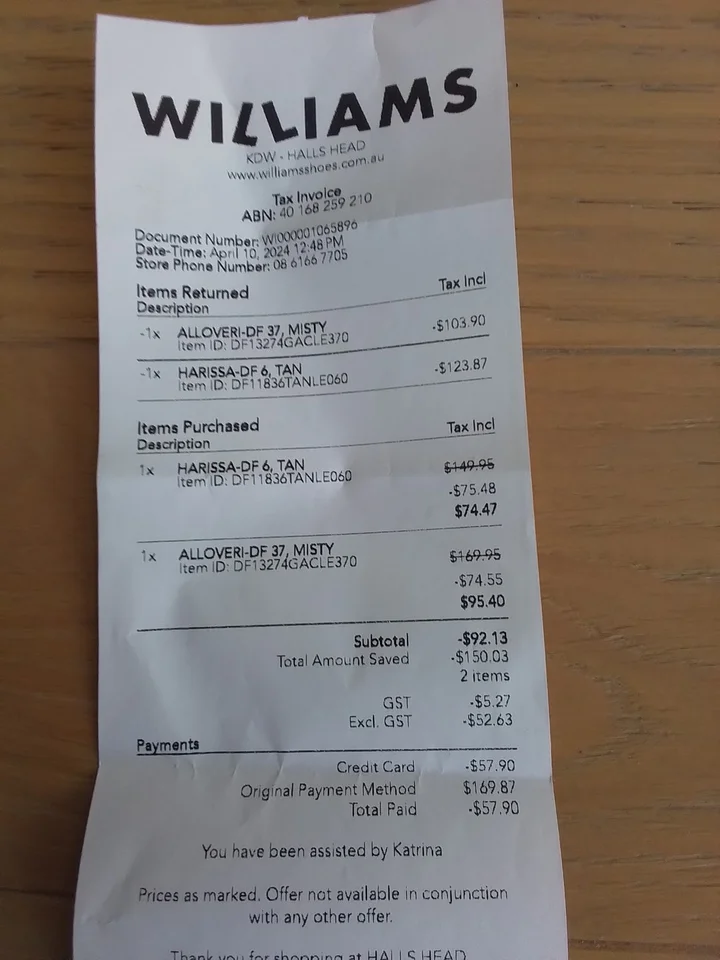 WILLIAMS
KDW - HALLS HEAD
www.williamsshoes.com.au
Tax Invoice
ABN: 40 168 259 210
Document Number: WI000001065896
Date-Time: April 10, 2024 12:48 PM
Store Phone Number: 08 6166 7705
Items Returned Tax Incl
Description
-1x ALLOVERI-DF 37, MISTY -$103.90
Item ID: DF13274GACLE370
-1x HARISSA-DF 6, TAN -$123.87
Item ID: DF11836TANLE060
Items Purchased Tax Incl
Description
1x HARISSA-DF 6, TAN $149.95
Item ID: DF11836TANLE060
-$75.48
$74.47
1x ALLOVERI-DF 37, MISTY $169.95
Item ID: DF13274GACLE370
-$74.55
$95.40
Subtotal -$92.13
Total Amount Saved -$150.03
2 items
GST -$5.27
Excl. GST -$52.63
Payments
Credit Card -$57.90
Original Payment Method $169.87
Total Paid -$57.90
You have been assisted by Katrina
Prices as marked. Offer not available in conjunction
with any other offer.
Thank you for shopping at HALLS HEAD